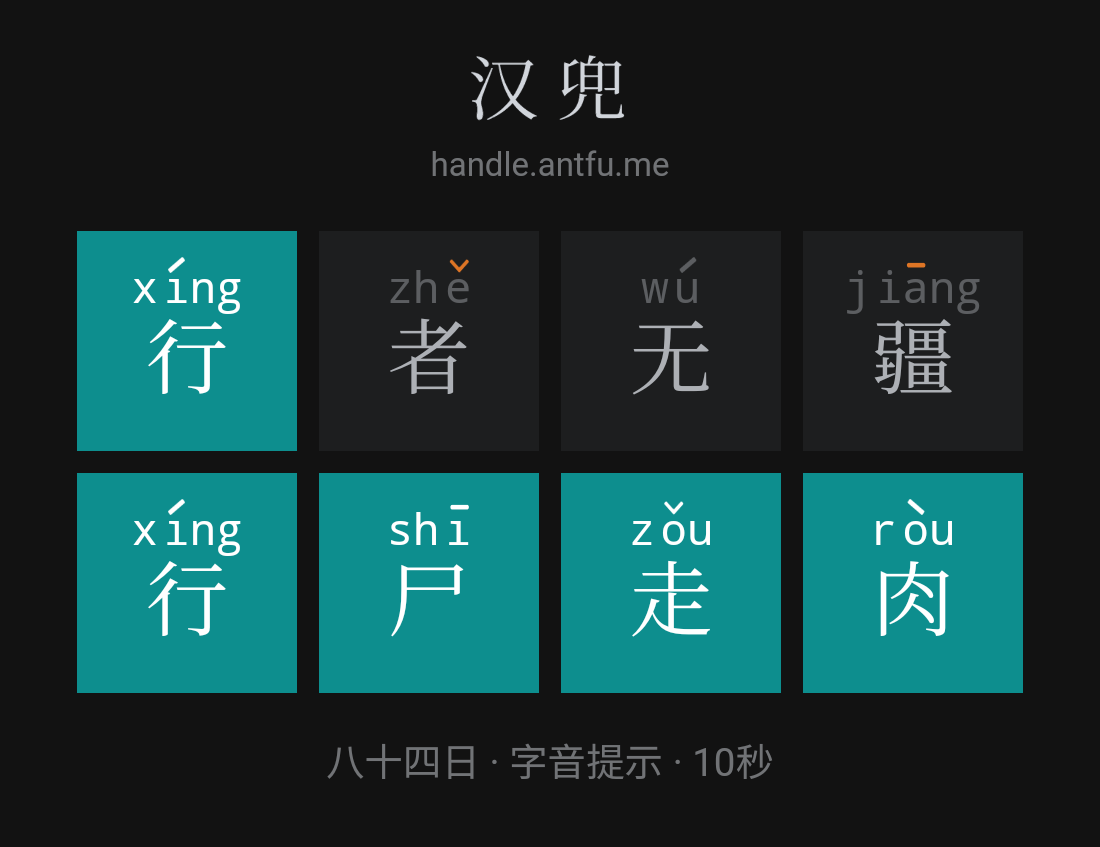 汉兜
handle.antfu.me
xíng zhě wú jiāng
行 者 无 疆
xíng shī zǒu ròu
行 尸 走 肉
八十四日 · 字音提示 · 10秒